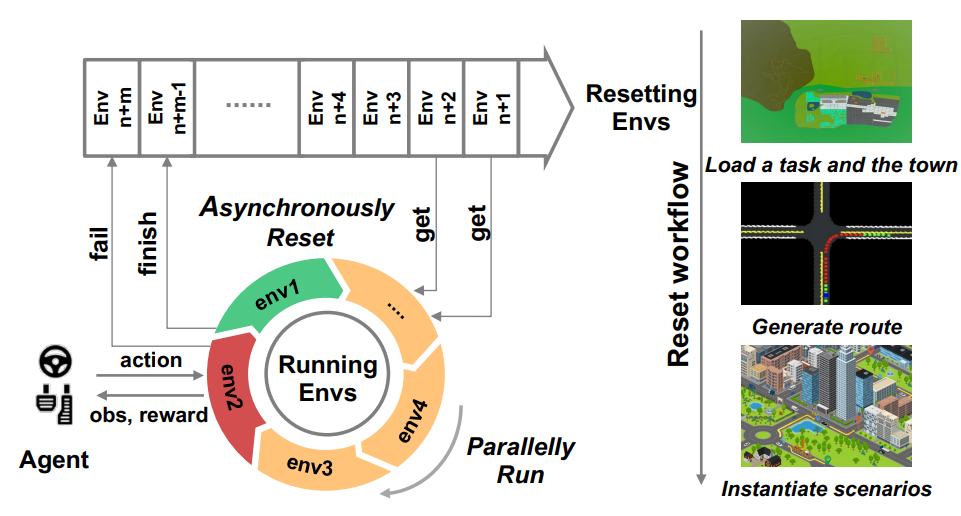 Env n+m
Env n+m-1
......
Env n+4
Env n+3
Env n+2
Env n+1
Resetting
Envs
Load a task and the town
fail
finish
Asynchronously
Reset
get
get
Reset workflow
env1
....
Generate route
Running
Envs
action
env2
obs, reward
env4
env3
Agent
Parallelly
Run
Instantiate scenarios